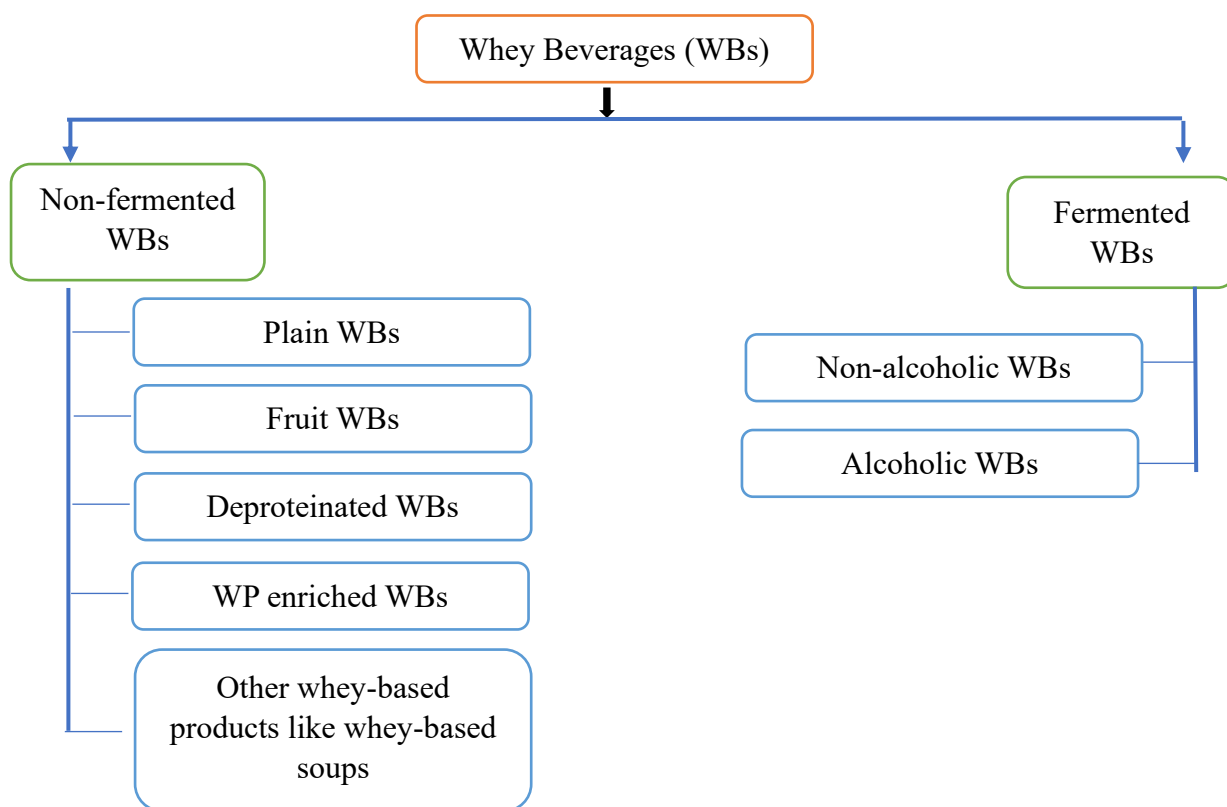 Whey Beverages (WBs)
Non-fermented
WBs
Plain WBs
Fruit WBs
Deproteinated WBs
WP enriched WBs
Other whey-based
products like whey-based
soups
Fermented
WBs
Non-alcoholic WBs
Alcoholic WBs